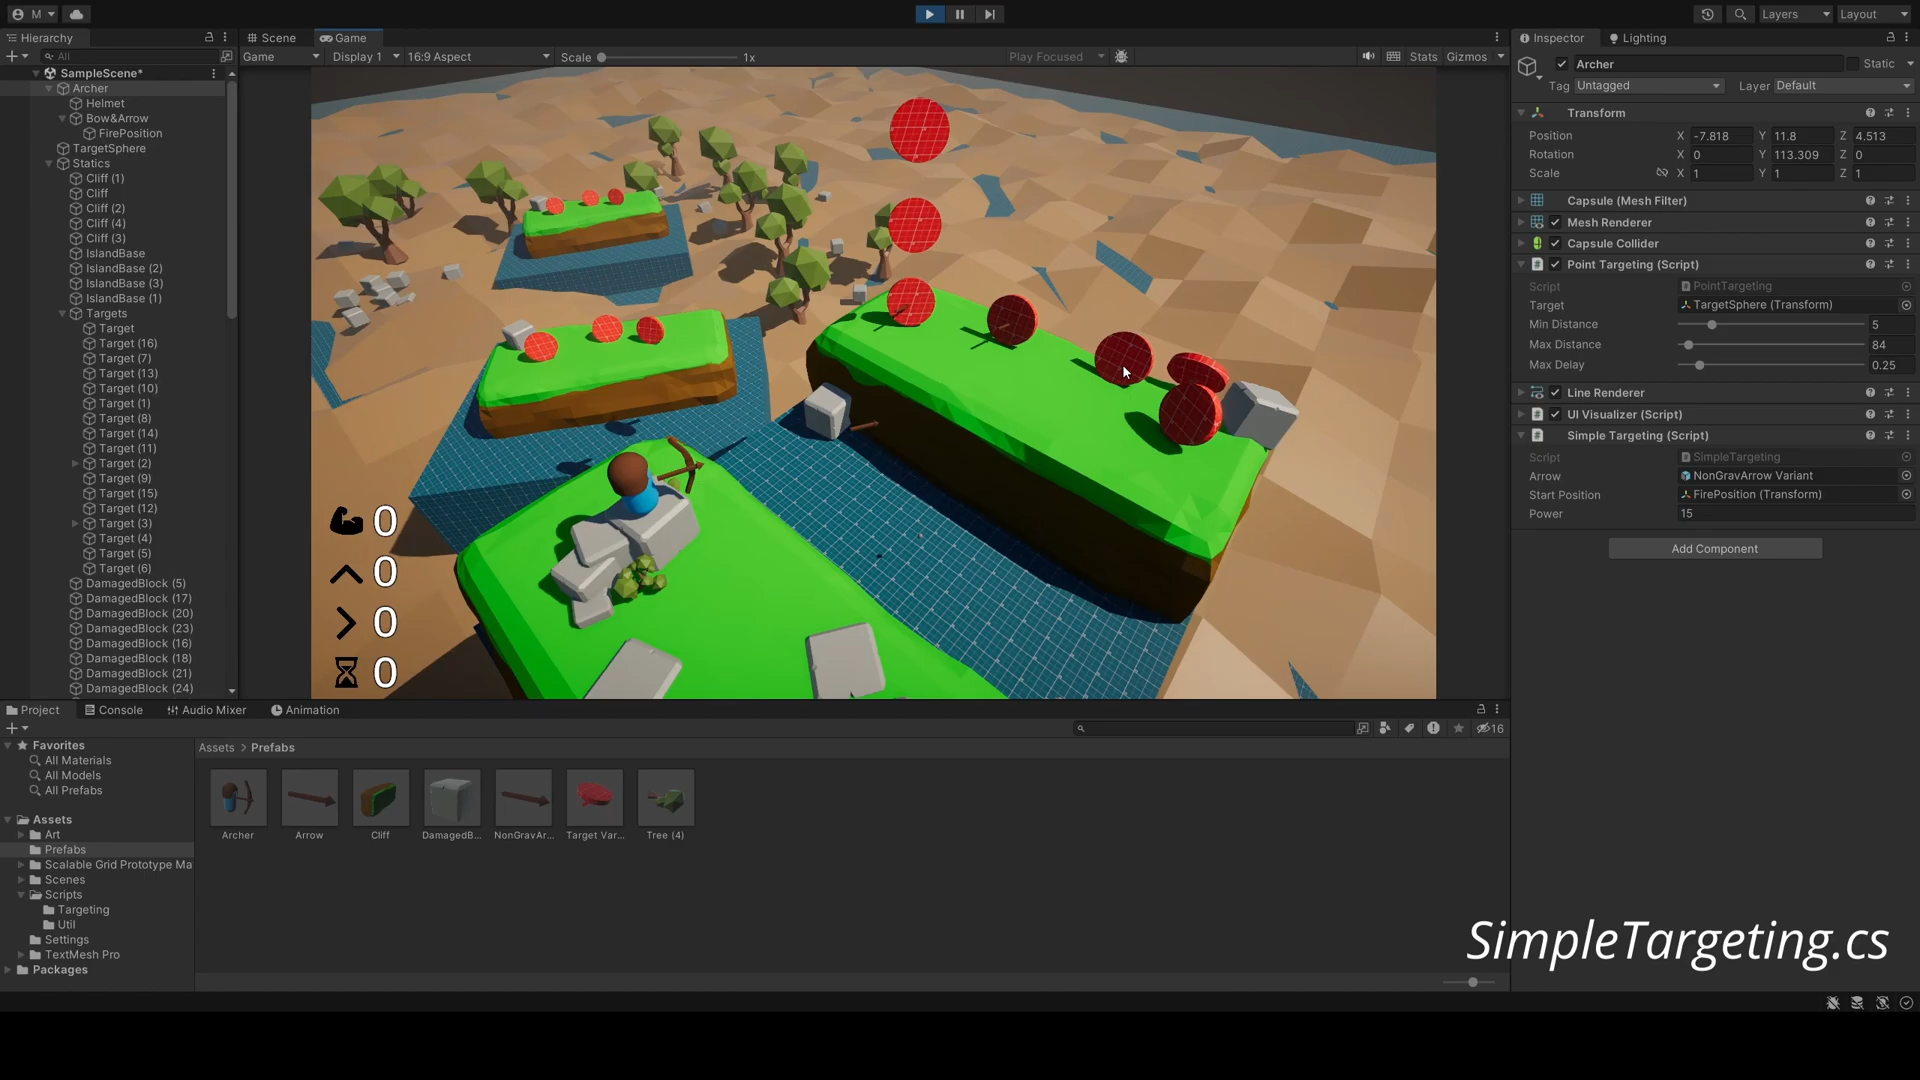 M
Layers
Layout
Hierarchy
Scene
Game
Inspector
Lighting
All
Game
Display 1
16:9 Aspect
Scale
1x
Play Focused
Stats
Gizmos
SampleScene*
Archer
Helmet
Bow&Arrow
FirePosition
TargetSphere
Statics
Cliff (1)
Cliff
Cliff (2)
Cliff (4)
Cliff (3)
IslandBase
IslandBase (2)
IslandBase (3)
IslandBase (1)
Targets
Target
Target (16)
Target (7)
Target (13)
Target (10)
Target (1)
Target (8)
Target (14)
Target (11)
Target (2)
Target (9)
Target (15)
Target (12)
Target (3)
Target (4)
Target (5)
Target (6)
DamagedBlock (5)
DamagedBlock (17)
DamagedBlock (20)
DamagedBlock (23)
DamagedBlock (16)
DamagedBlock (18)
DamagedBlock (21)
DamagedBlock (24)
0
0
0
0
Archer
Static
Tag Untagged
Layer Default
Transform
Position X -7.818 Y 11.8 Z 4.513
Rotation X 0 Y 113.309 Z 0
Scale X 1 Y 1 Z 1
Capsule (Mesh Filter)
Mesh Renderer
Capsule Collider
Point Targeting (Script)
Script PointTargeting
Target TargetSphere (Transform)
Min Distance 5
Max Distance 84
Max Delay 0.25
Line Renderer
UI Visualizer (Script)
Simple Targeting (Script)
Script SimpleTargeting
Arrow NonGravArrow Variant
Start Position FirePosition (Transform)
Power 15
Add Component
Project
Console
Audio Mixer
Animation
16
Favorites
All Materials
All Models
All Prefabs
Assets
Art
Prefabs
Scalable Grid Prototype Ma
Scenes
Scripts
Targeting
Util
Settings
TextMesh Pro
Packages
Assets > Prefabs
Archer
Arrow
Cliff
DamagedB...
NonGravAr...
Target Var...
Tree (4)
SimpleTargeting.cs